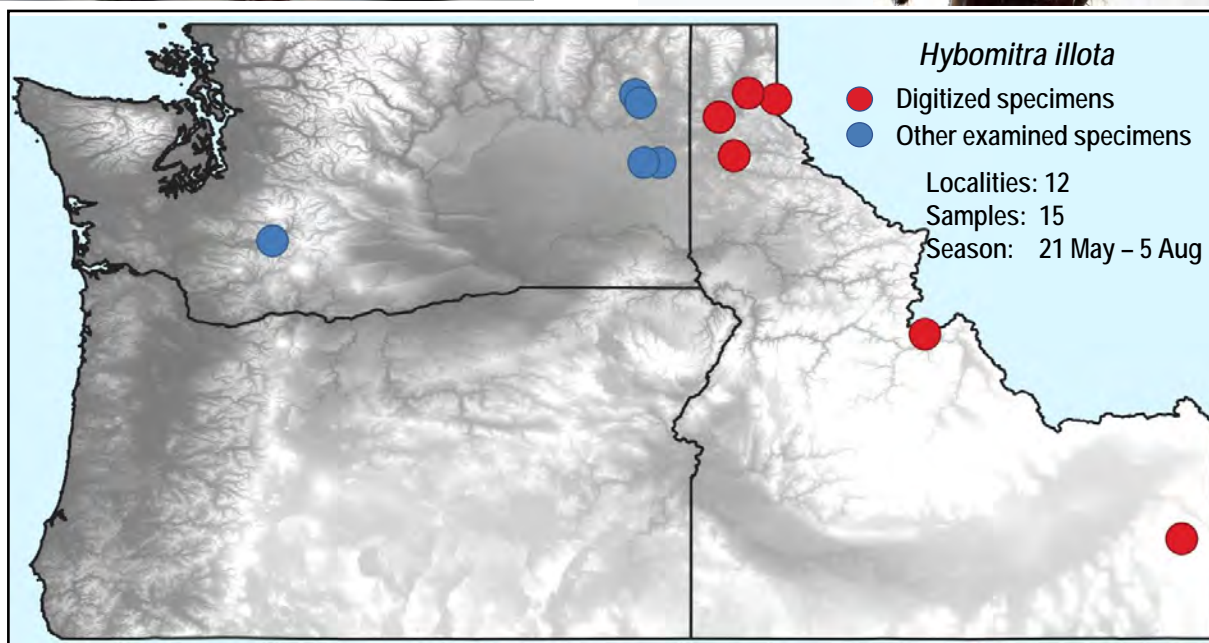 Hybomitra illota
Digitized specimens
Other examined specimens
Localities: 12
Samples: 15
Season: 21 May – 5 Aug